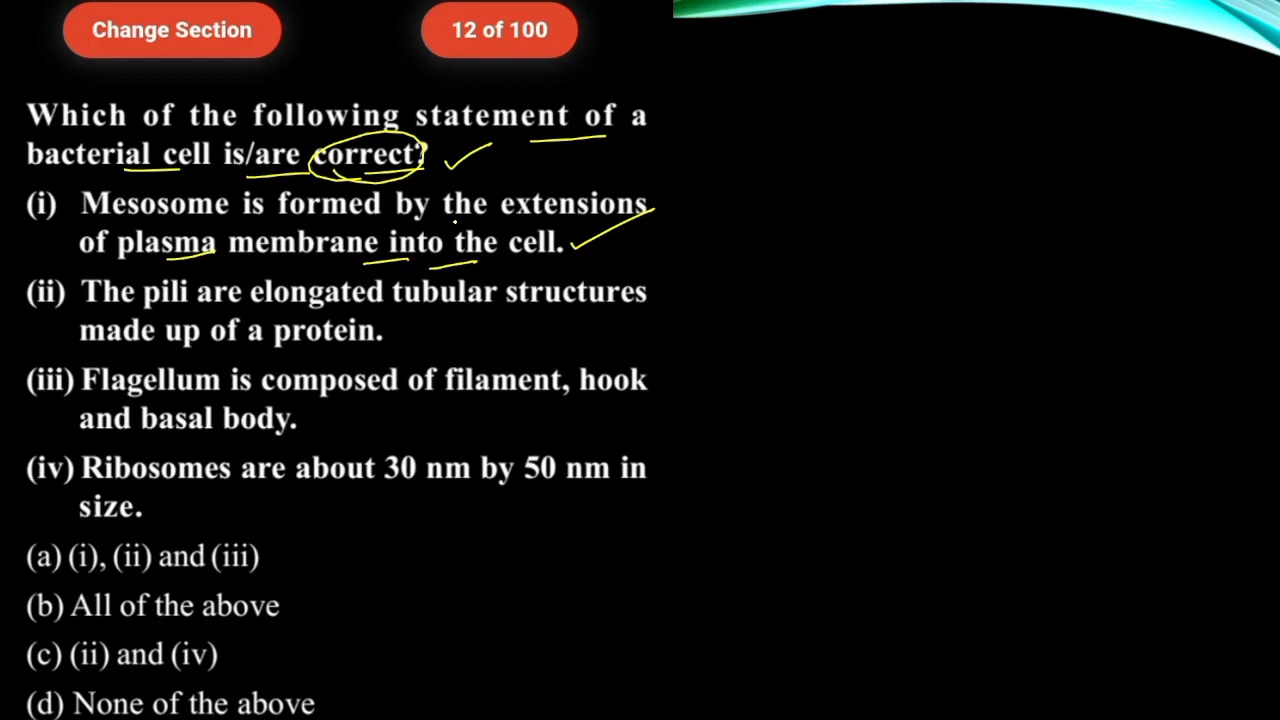 Change Section
12 of 100
Which of the following statement of a
bacterial cell is/are correct?
(i) Mesosome is formed by the extensions
of plasma membrane into the cell.
(ii) The pili are elongated tubular structures
made up of a protein.
(iii) Flagellum is composed of filament, hook
and basal body.
(iv) Ribosomes are about 30 nm by 50 nm in
size.
(a) (i), (ii) and (iii)
(b) All of the above
(c) (ii) and (iv)
(d) None of the above